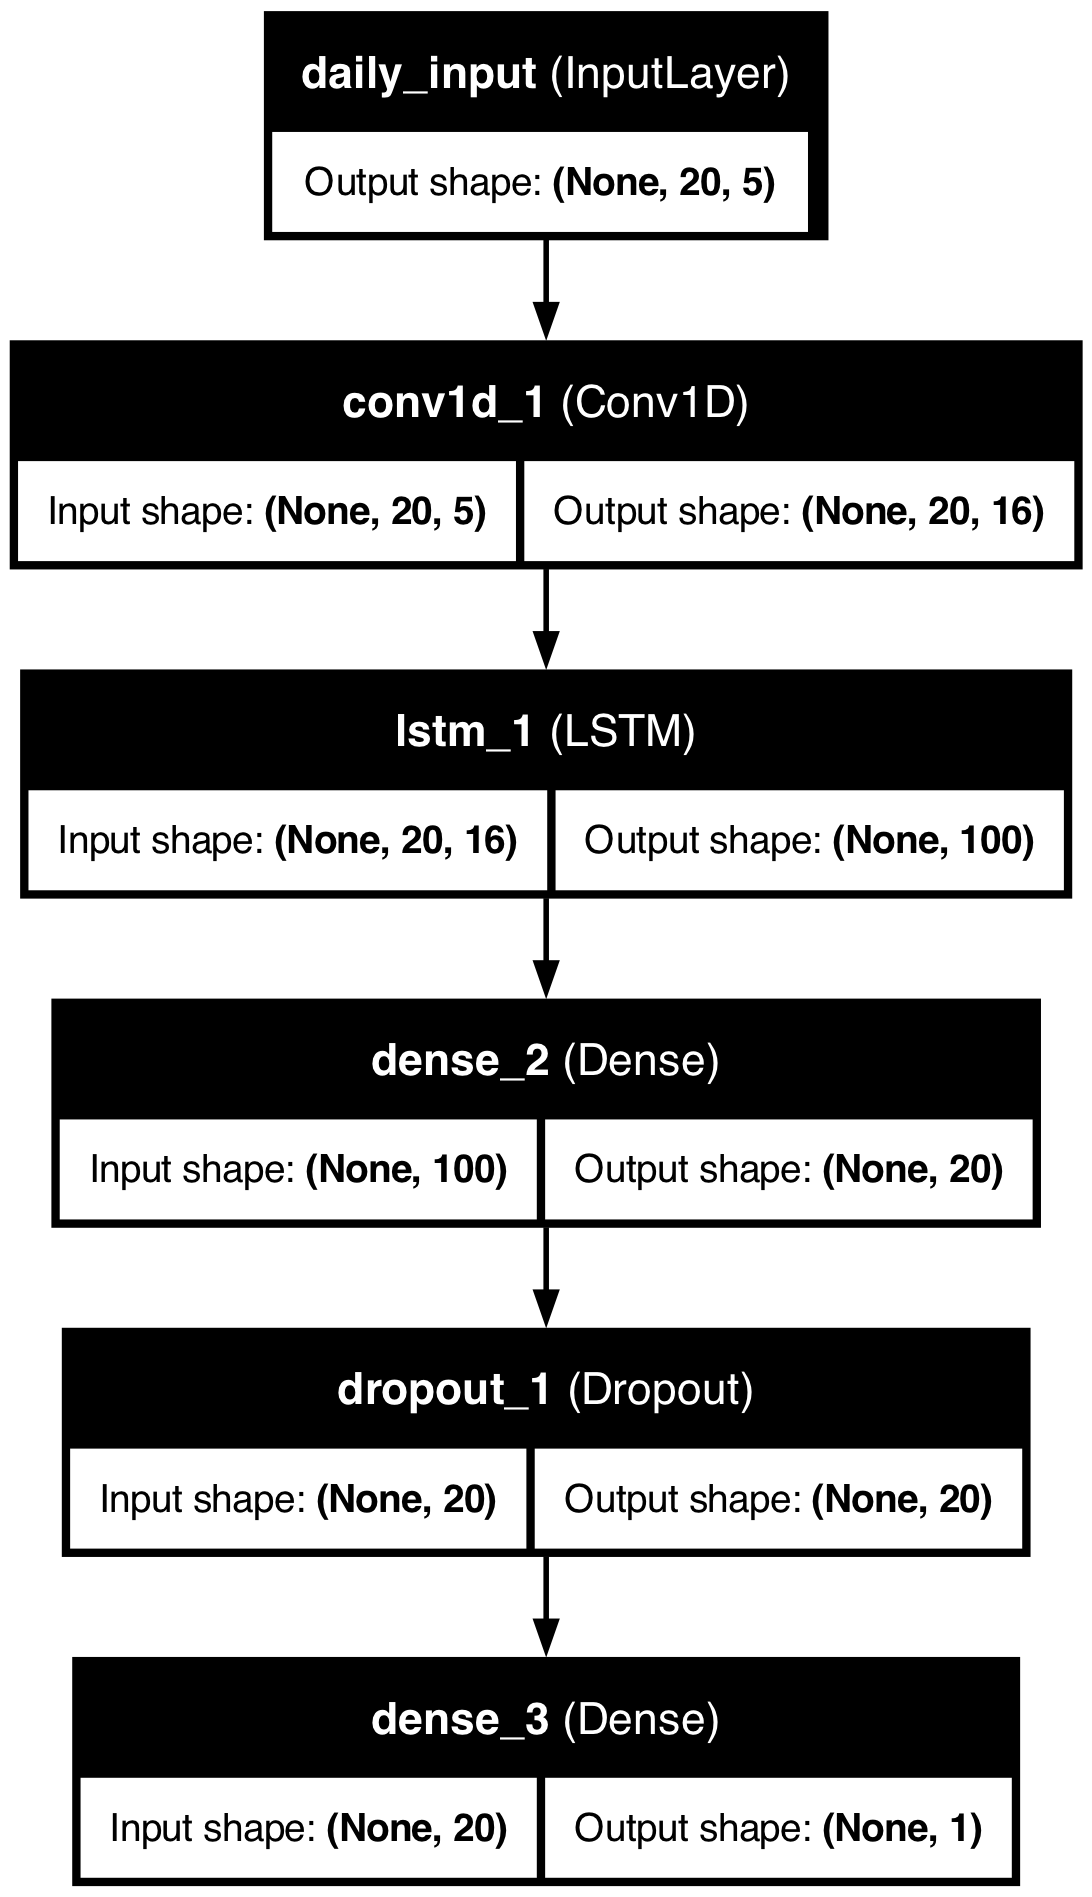 daily_input (InputLayer)
Output shape: (None, 20, 5)
conv1d_1 (Conv1D)
Input shape: (None, 20, 5) Output shape: (None, 20, 16)
lstm_1 (LSTM)
Input shape: (None, 20, 16) Output shape: (None, 100)
dense_2 (Dense)
Input shape: (None, 100) Output shape: (None, 20)
dropout_1 (Dropout)
Input shape: (None, 20) Output shape: (None, 20)
dense_3 (Dense)
Input shape: (None, 20) Output shape: (None, 1)